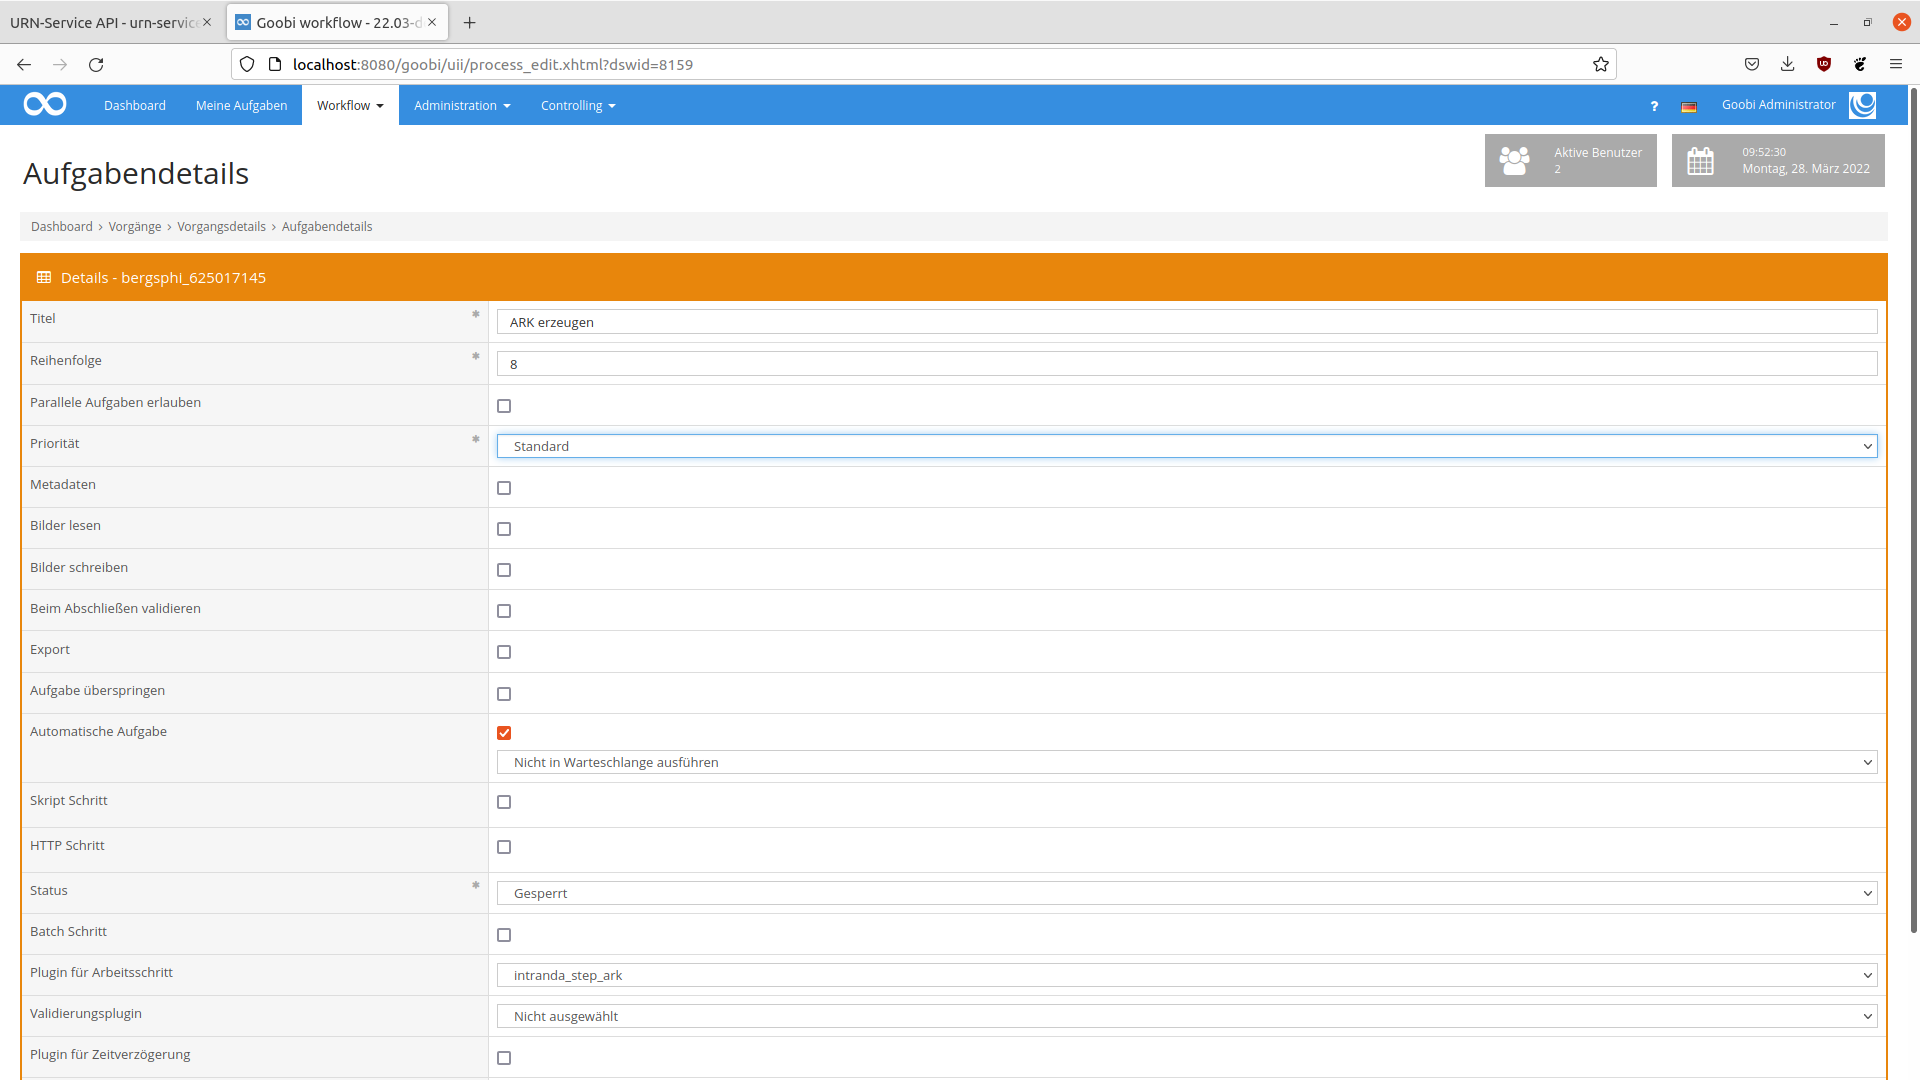 URN-Service API - urn-service
Goobi workflow - 22.03-d
localhost:8080/goobi/uii/process_edit.xhtml?dswid=8159
Dashboard
Meine Aufgaben
Workflow
Administration
Controlling
?
Goobi Administrator
Aufgabendetails
Aktive Benutzer
2
09:52:30
Montag, 28. März 2022
Dashboard › Vorgänge › Vorgangsdetails › Aufgabendetails
Details - bergsphi_625017145
Titel * ARK erzeugen
Reihenfolge * 8
Parallele Aufgaben erlauben
Priorität * Standard
Metadaten
Bilder lesen
Bilder schreiben
Beim Abschließen validieren
Export
Aufgabe überspringen
Automatische Aufgabe
Nicht in Warteschlange ausführen
Skript Schritt
HTTP Schritt
Status * Gesperrt
Batch Schritt
Plugin für Arbeitsschritt intranda_step_ark
Validierungsplugin Nicht ausgewählt
Plugin für Zeitverzögerung